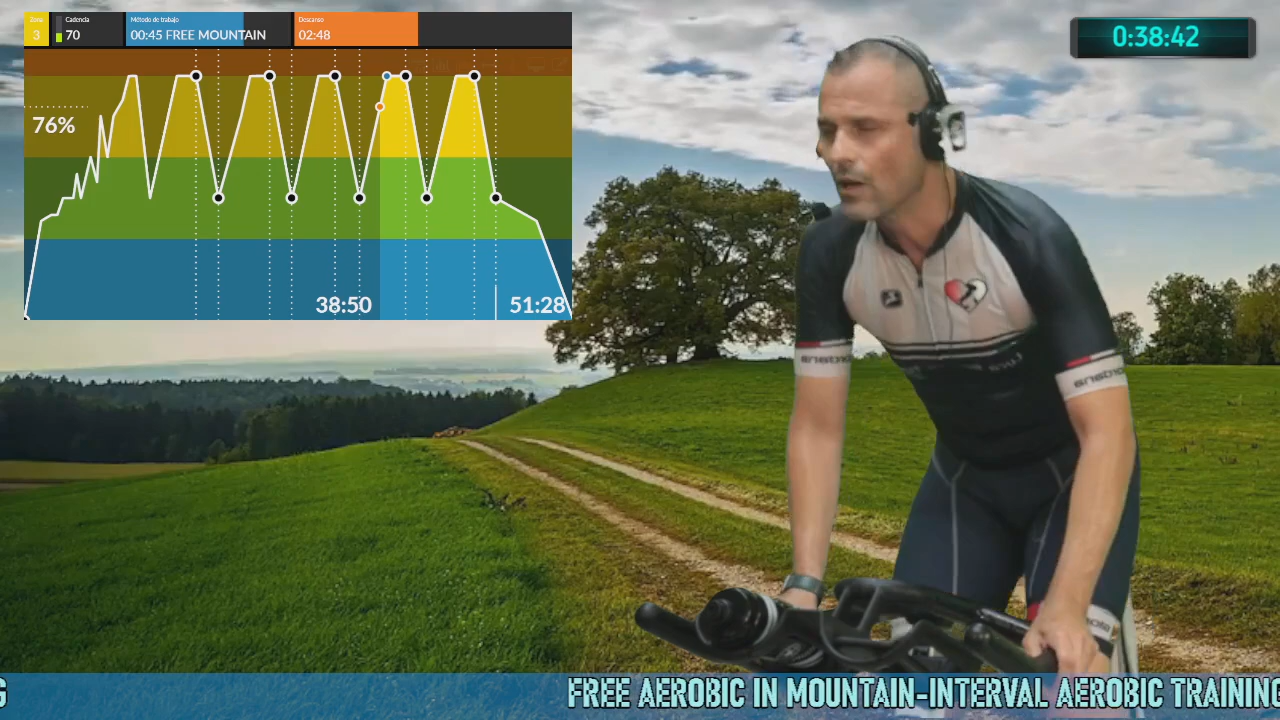 Zona
3
Cadencia
70
Método de trabajo
00:45 FREE MOUNTAIN
Descanso
02:48
0:38:42
76%
38:50
51:28
G
FREE AEROBIC IN MOUNTAIN-INTERVAL AEROBIC TRAINING